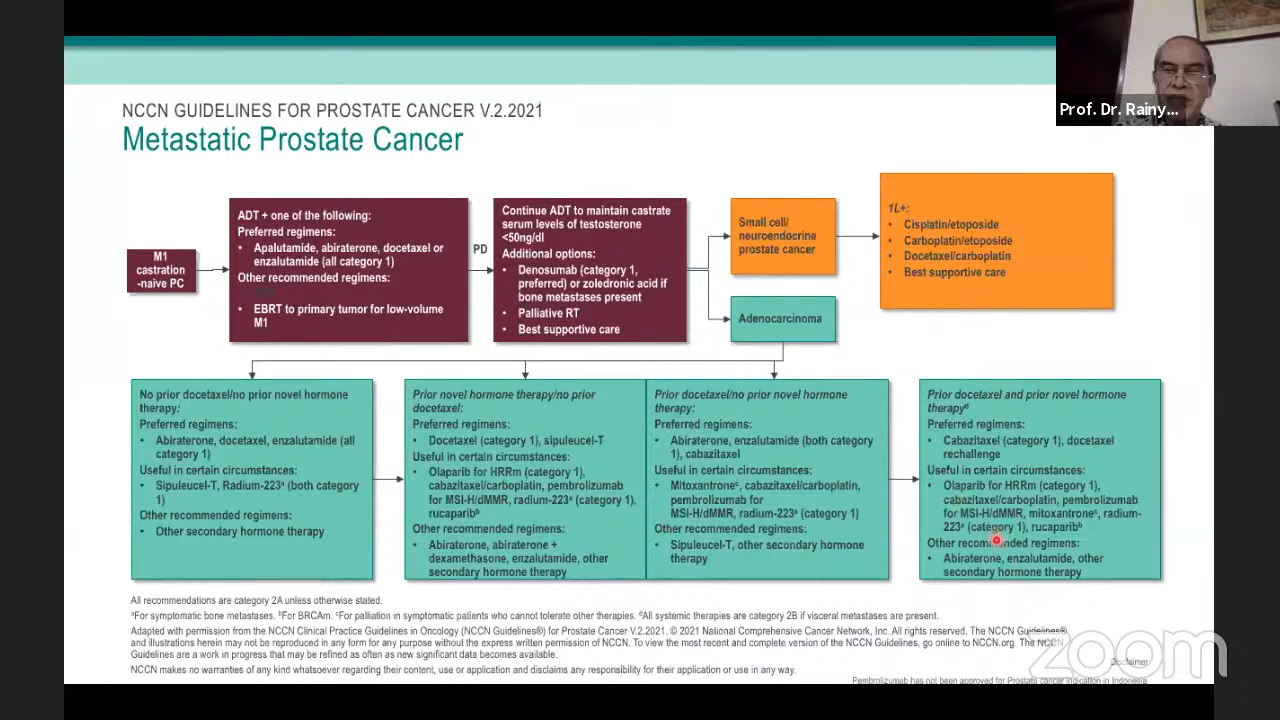 Prof. Dr. Rainy...
NCCN GUIDELINES FOR PROSTATE CANCER V.2.2021
Metastatic Prostate Cancer
M1
castration
-naive PC
ADT + one of the following:
Preferred regimens:
• Apalutamide, abiraterone, docetaxel or
enzalutamide (all category 1)
Other recommended regimens:
• EBRT to primary tumor for low-volume
M1
PD
Continue ADT to maintain castrate
serum levels of testosterone
<50ng/dl
Additional options:
• Denosumab (category 1,
preferred) or zoledronic acid if
bone metastases present
• Palliative RT
• Best supportive care
Small cell/
neuroendocrine
prostate cancer
Adenocarcinoma
1L+:
• Cisplatin/etoposide
• Carboplatin/etoposide
• Docetaxel/carboplatin
• Best supportive care
No prior docetaxel/no prior novel hormone
therapy:
Preferred regimens:
• Abiraterone, docetaxel, enzalutamide (all
category 1)
Useful in certain circumstances:
• Sipuleucel-T, Radium-223ᵃ (both category
1)
Other recommended regimens:
• Other secondary hormone therapy
Prior novel hormone therapy/no prior
docetaxel:
Preferred regimens:
• Docetaxel (category 1), sipuleucel-T
Useful in certain circumstances:
• Olaparib for HRRm (category 1),
cabazitaxel/carboplatin, pembrolizumab
for MSI-H/dMMR, radium-223ᵃ (category 1),
rucaparibᵇ
Other recommended regimens:
• Abiraterone, abiraterone +
dexamethasone, enzalutamide, other
secondary hormone therapy
Prior docetaxel/no prior novel hormone
therapy:
Preferred regimens:
• Abiraterone, enzalutamide (both category
1), cabazitaxel
Useful in certain circumstances:
• Mitoxantroneᶜ, cabazitaxel/carboplatin,
pembrolizumab for
MSI-H/dMMR, radium-223ᵃ (category 1)
Other recommended regimens:
• Sipuleucel-T, other secondary hormone
therapy
Prior docetaxel and prior novel hormone
therapyᵈ
Preferred regimens:
• Cabazitaxel (category 1), docetaxel
rechallenge
Useful in certain circumstances:
• Olaparib for HRRm (category 1),
cabazitaxel/carboplatin, pembrolizumab
for MSI-H/dMMR, mitoxantroneᶜ, radium-
223ᵃ (category 1), rucaparibᵇ
Other recommended regimens:
• Abiraterone, enzalutamide, other
secondary hormone therapy
All recommendations are category 2A unless otherwise stated.
ᵃFor symptomatic bone metastases. ᵇFor BRCAm. ᶜFor palliation in symptomatic patients who cannot tolerate other therapies. ᵈAll systemic therapies are category 2B if visceral metastases are present.
Adapted with permission from the NCCN Clinical Practice Guidelines in Oncology (NCCN Guidelines®) for Prostate Cancer V.2.2021. © 2021 National Comprehensive Cancer Network, Inc. All rights reserved. The NCCN Guidelines®
and illustrations herein may not be reproduced in any form for any purpose without the express written permission of NCCN. To view the most recent and complete version of the NCCN Guidelines, go online to NCCN.org. The NCCN
Guidelines are a work in progress that may be refined as often as new significant data becomes available.
NCCN makes no warranties of any kind whatsoever regarding their content, use or application and disclaims any responsibility for their application or use in any way.
zoom
Disclaimer
Pembrolizumab has not been approved for Prostate cancer indication in Indonesia